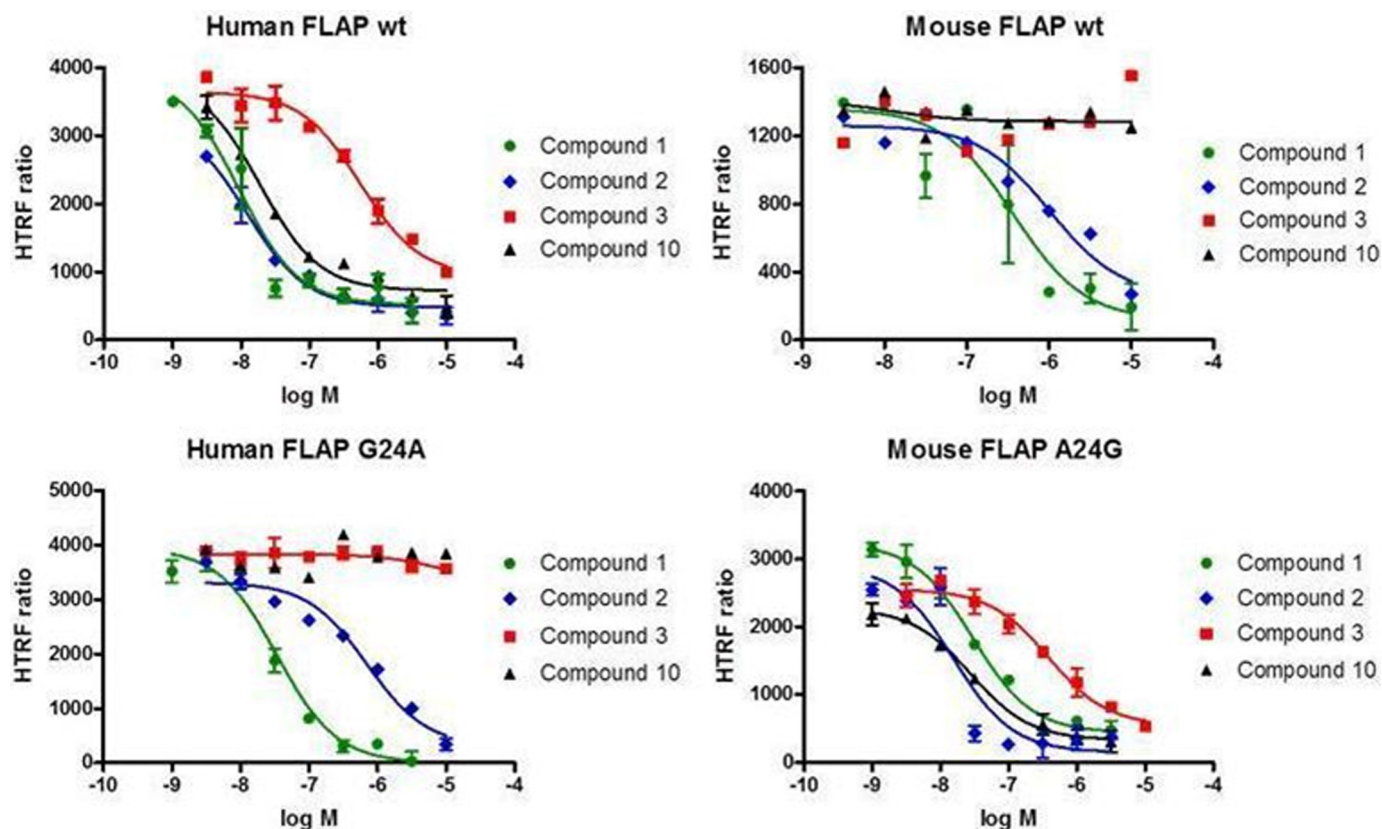 Human FLAP wt
4000
3000
2000
1000
0
HTRF ratio
-10 -9 -8 -7 -6 -5 -4
log M
Compound 1
Compound 2
Compound 3
Compound 10
Mouse FLAP wt
1600
1200
800
400
0
HTRF ratio
-9 -8 -7 -6 -5 -4
log M
Compound 1
Compound 2
Compound 3
Compound 10
Human FLAP G24A
5000
4000
3000
2000
1000
0
HTRF ratio
-10 -9 -8 -7 -6 -5 -4
log M
Compound 1
Compound 2
Compound 3
Compound 10
Mouse FLAP A24G
4000
3000
2000
1000
0
HTRF ratio
-10 -9 -8 -7 -6 -5 -4
log M
Compound 1
Compound 2
Compound 3
Compound 10